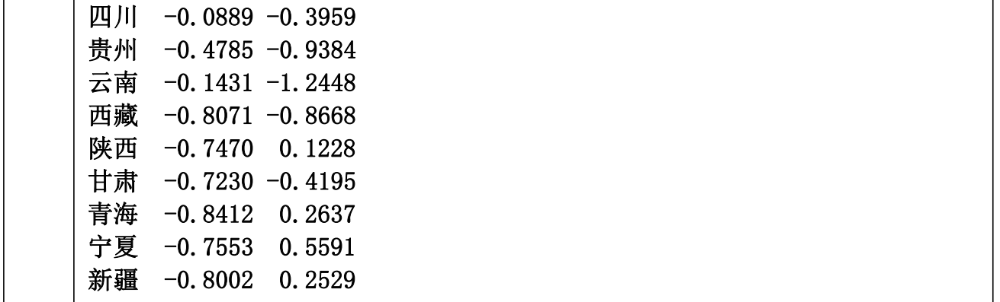 四川 -0.0889 -0.3959
贵州 -0.4785 -0.9384
云南 -0.1431 -1.2448
西藏 -0.8071 -0.8668
陕西 -0.7470 0.1228
甘肃 -0.7230 -0.4195
青海 -0.8412 0.2637
宁夏 -0.7553 0.5591
新疆 -0.8002 0.2529